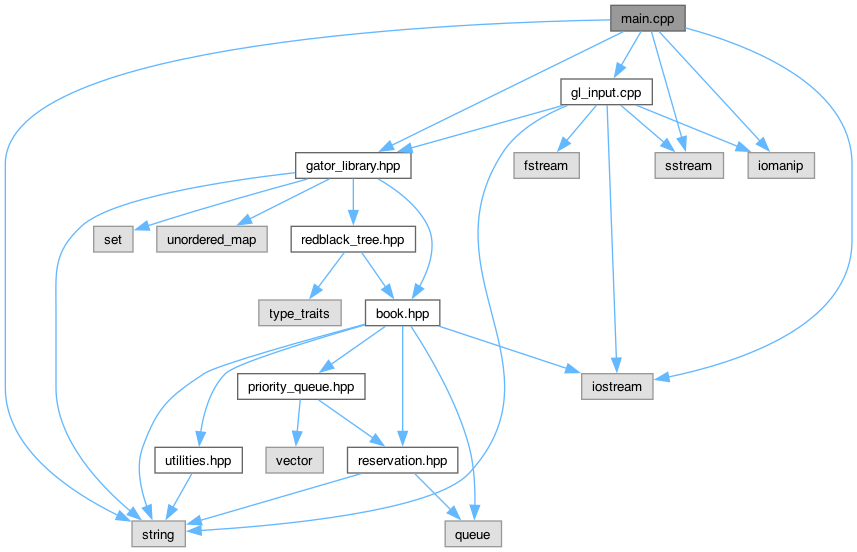 main.cpp
gl_input.cpp
gator_library.hpp
fstream
sstream
iomanip
set
unordered_map
redblack_tree.hpp
type_traits
book.hpp
priority_queue.hpp
iostream
utilities.hpp
vector
reservation.hpp
string
queue